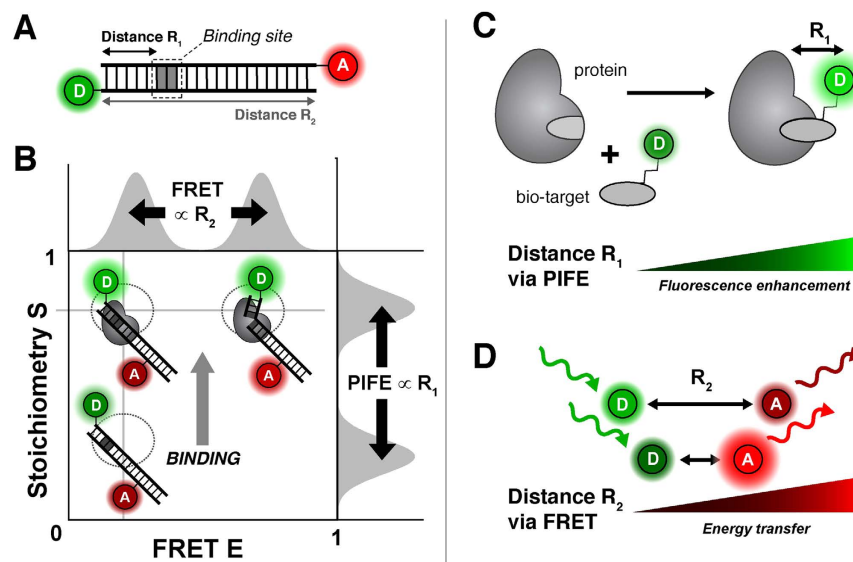 A
Distance R1
Binding site
D
A
Distance R2
B
FRET
∝ R2
1
Stoichiometry S
D
D
A
A
D
A
BINDING
PIFE ∝ R1
0
FRET E
1
C
R1
protein
D
+
D
bio-target
Distance R1
via PIFE
Fluorescence enhancement
D
R2
D
A
D
A
Distance R2
via FRET
Energy transfer